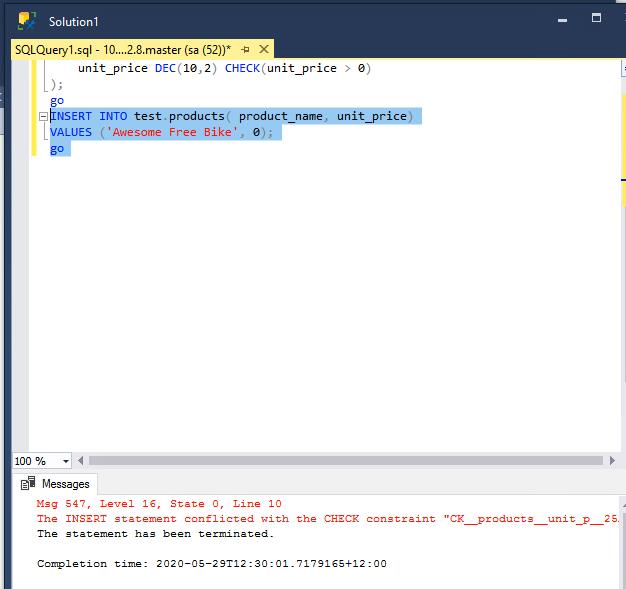 Solution1
SQLQuery1.sql - 10....2.8.master (sa (52))*
unit_price DEC(10,2) CHECK(unit_price > 0)
);
go
INSERT INTO test.products( product_name, unit_price)
VALUES ('Awesome Free Bike', 0);
go
100 %
Messages
Msg 547, Level 16, State 0, Line 10
The INSERT statement conflicted with the CHECK constraint "CK__products__unit_p__25
The statement has been terminated.
Completion time: 2020-05-29T12:30:01.7179165+12:00